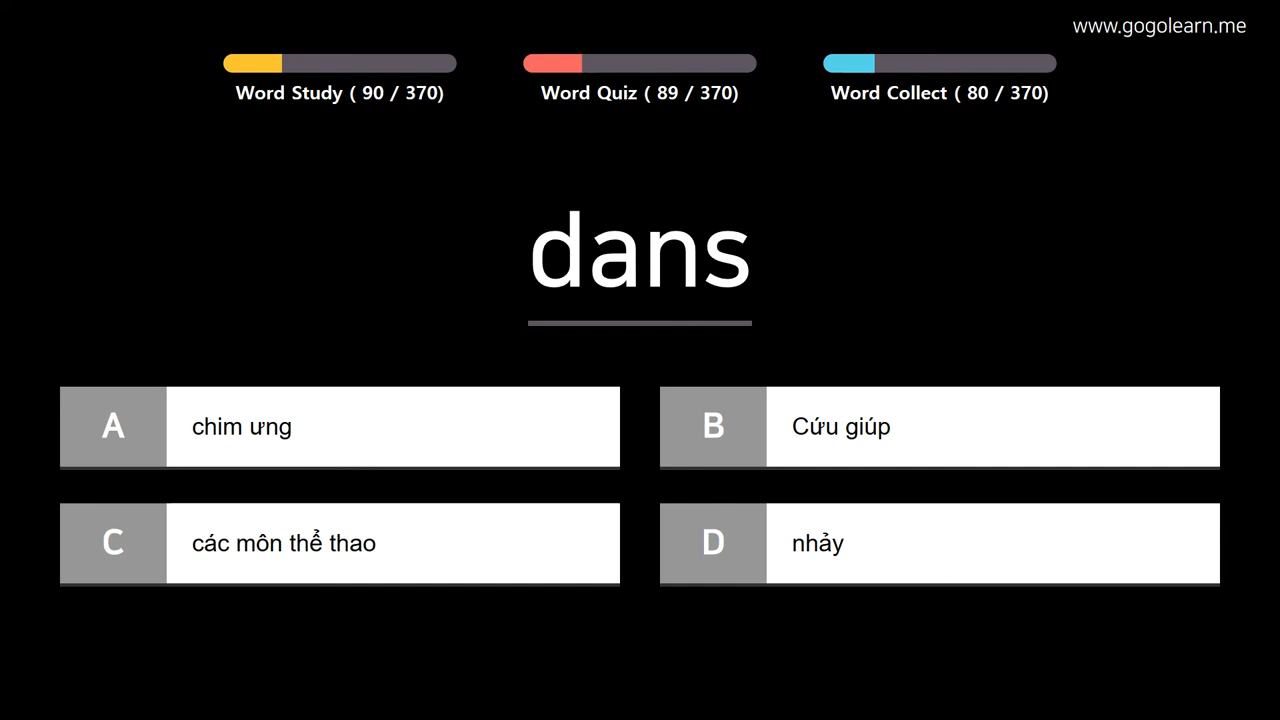 www.gogolearn.me
Word Study ( 90 / 370)
Word Quiz ( 89 / 370)
Word Collect ( 80 / 370)
dans
A
chim ưng
B
Cứu giúp
C
các môn thể thao
D
nhảy